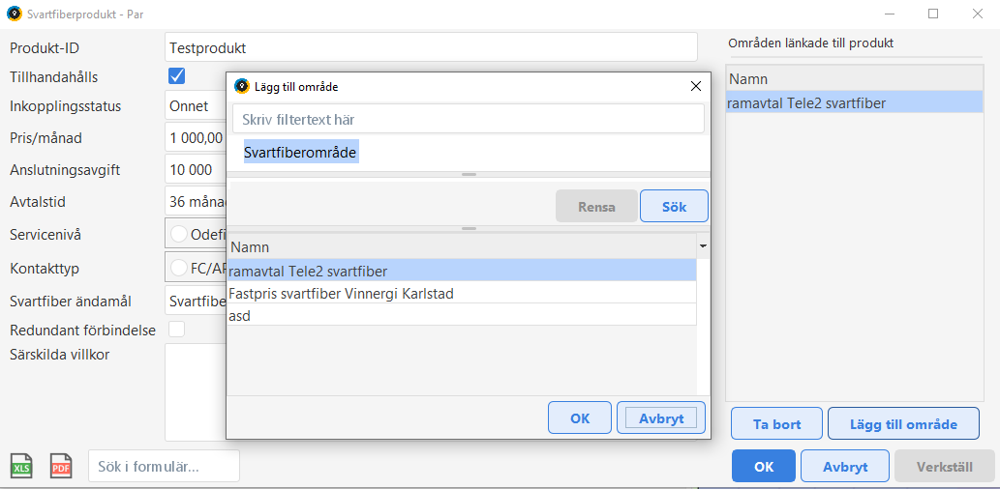 Svartfiberprodukt - Par
Produkt-ID
Testprodukt
Tillhandahålls
Inkopplingsstatus
Onnet
Pris/månad
1 000,00
Anslutningsavgift
10 000
Avtalstid
36 månad
Servicenivå
Odefi
Kontakttyp
FC/AP
Svartfiber ändamål
Svartfibe
Redundant förbindelse
Särskilda villkor
XLS
PDF
Sök i formulär...
Lägg till område
Skriv filtertext här
Svartfiberområde
Rensa
Sök
Namn
ramavtal Tele2 svartfiber
Fastpris svartfiber Vinnergi Karlstad
asd
OK
Avbryt
Områden länkade till produkt
Namn
ramavtal Tele2 svartfiber
Ta bort
Lägg till område
OK
Avbryt
Verkställ